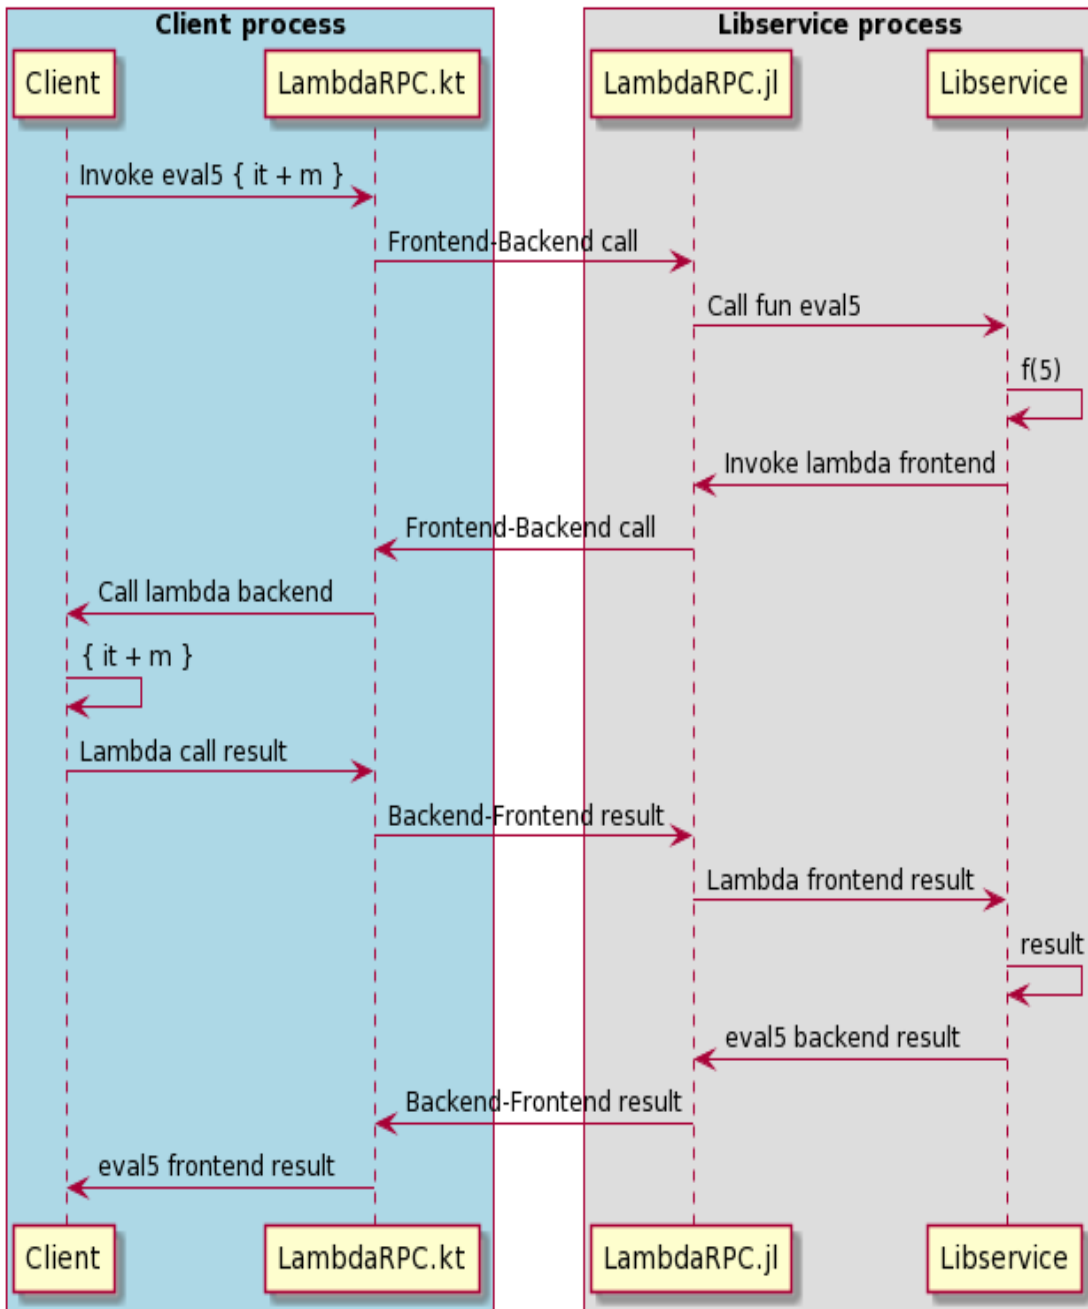 Client process
Libservice process
Client
LambdaRPC.kt
LambdaRPC.jl
Libservice
Invoke eval5 { it + m }
Frontend-Backend call
Call fun eval5
f(5)
Invoke lambda frontend
Frontend-Backend call
Call lambda backend
{ it + m }
Lambda call result
Backend-Frontend result
Lambda frontend result
result
eval5 backend result
Backend-Frontend result
eval5 frontend result
Client
LambdaRPC.kt
LambdaRPC.jl
Libservice